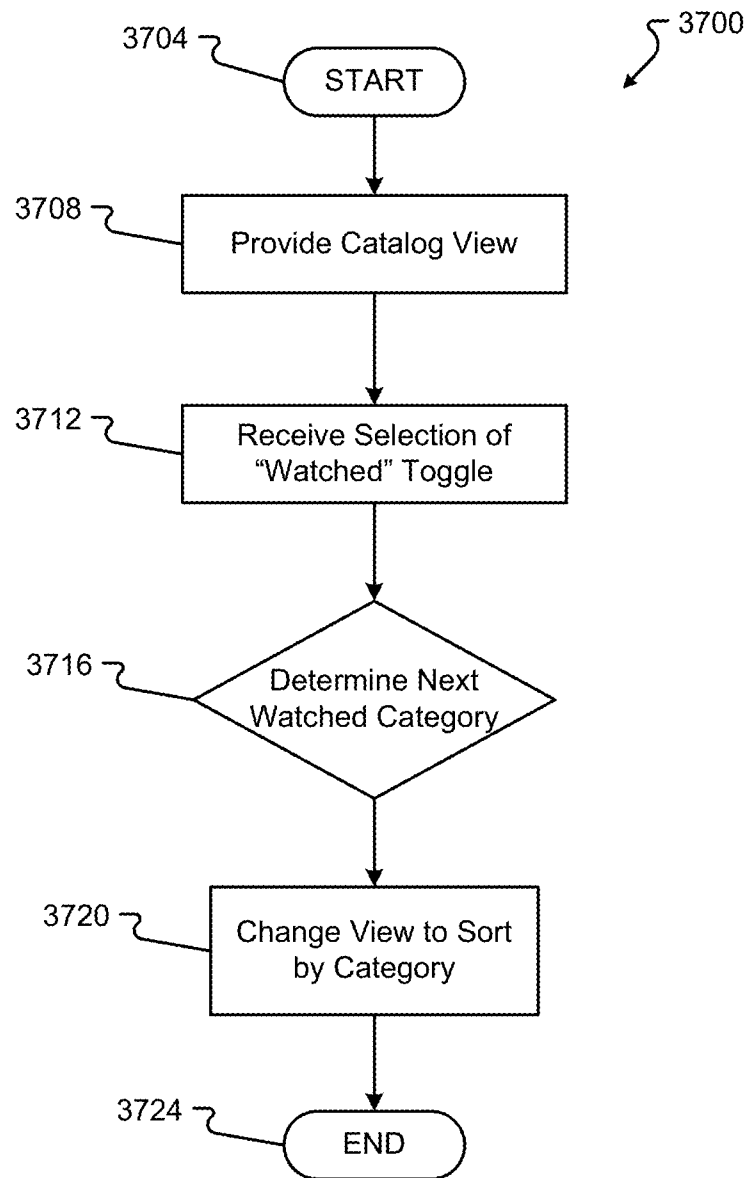 3700
3704
START
3708
Provide Catalog View
3712
Receive Selection of
“Watched” Toggle
3716
Determine Next
Watched Category
3720
Change View to Sort
by Category
3724
END